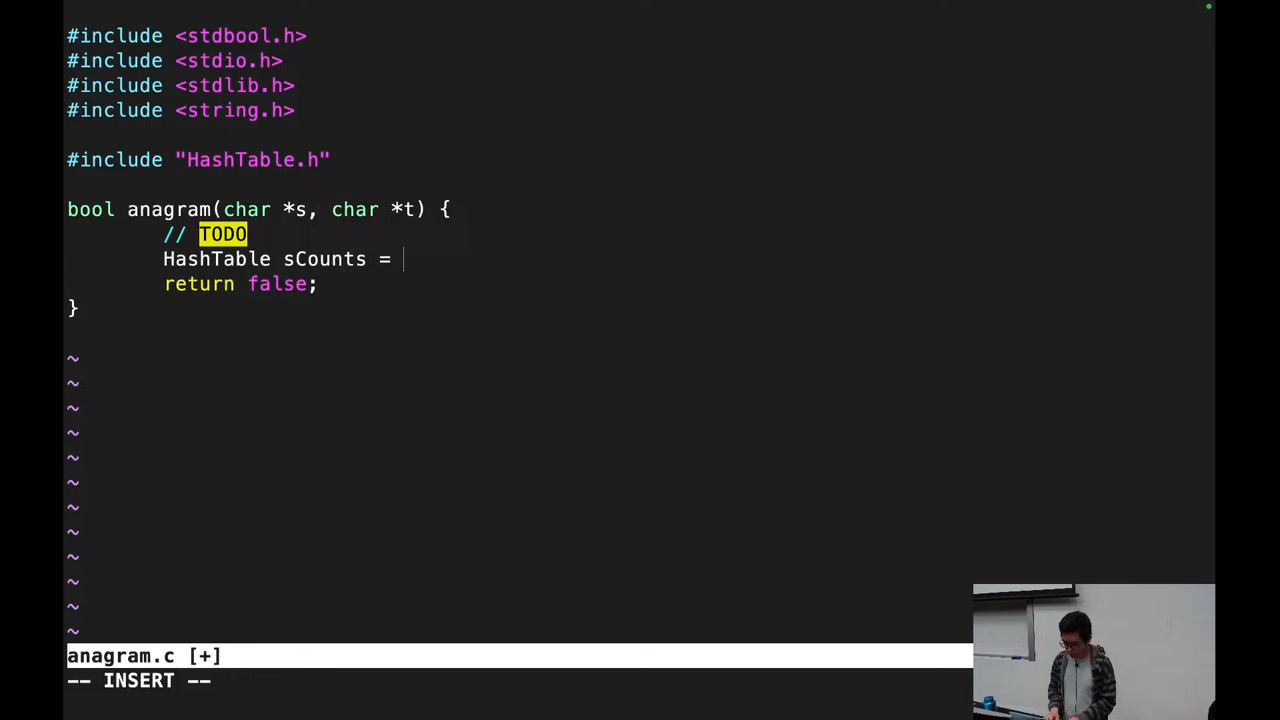 #include <stdbool.h>
#include <stdio.h>
#include <stdlib.h>
#include <string.h>
#include "HashTable.h"
bool anagram(char *s, char *t) {
// TODO
HashTable sCounts =
return false;
}
~
~
~
~
~
~
~
~
~
~
~
~
anagram.c [+]
-- INSERT --